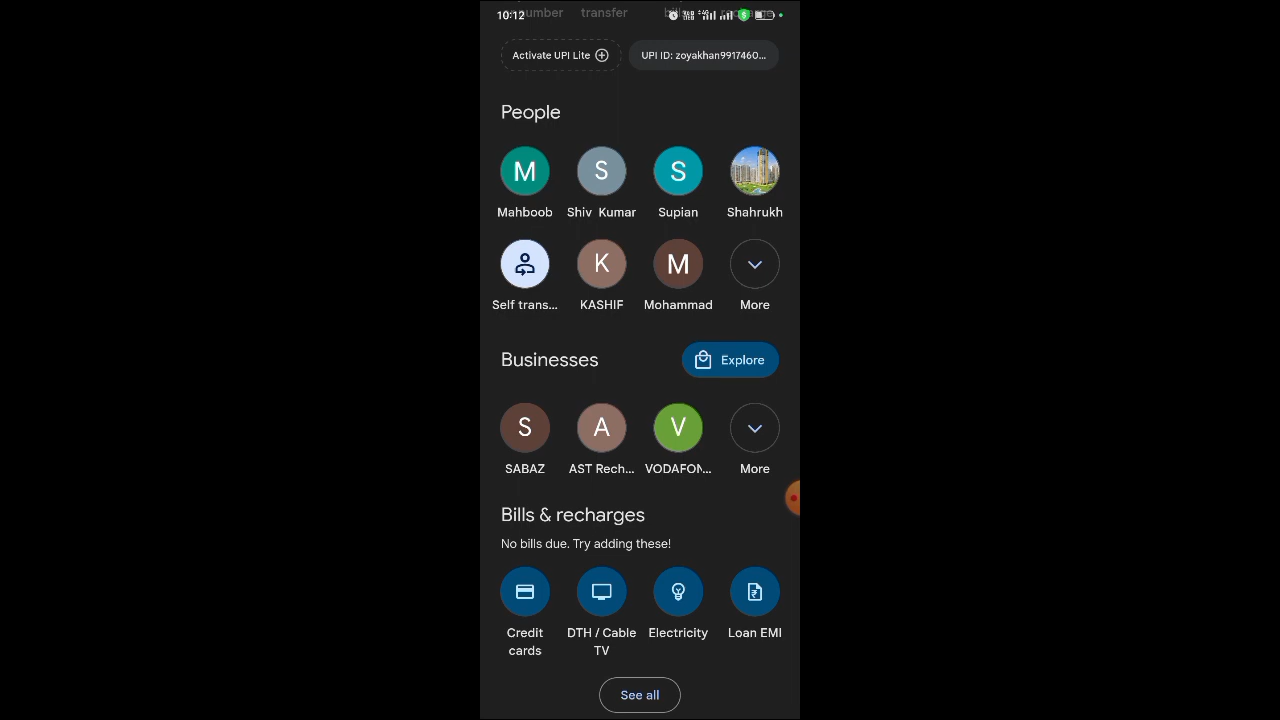 10:12
number transfer
Activate UPI Lite
UPI ID: zoyakhan9917460...
People
M S S
Mahboob Shiv Kumar Supian Shahrukh
K M
Self trans... KASHIF Mohammad More
Businesses Explore
S A V
SABAZ AST Rech... VODAFON... More
Bills & recharges
No bills due. Try adding these!
Credit cards
DTH / Cable TV
Electricity
Loan EMI
See all